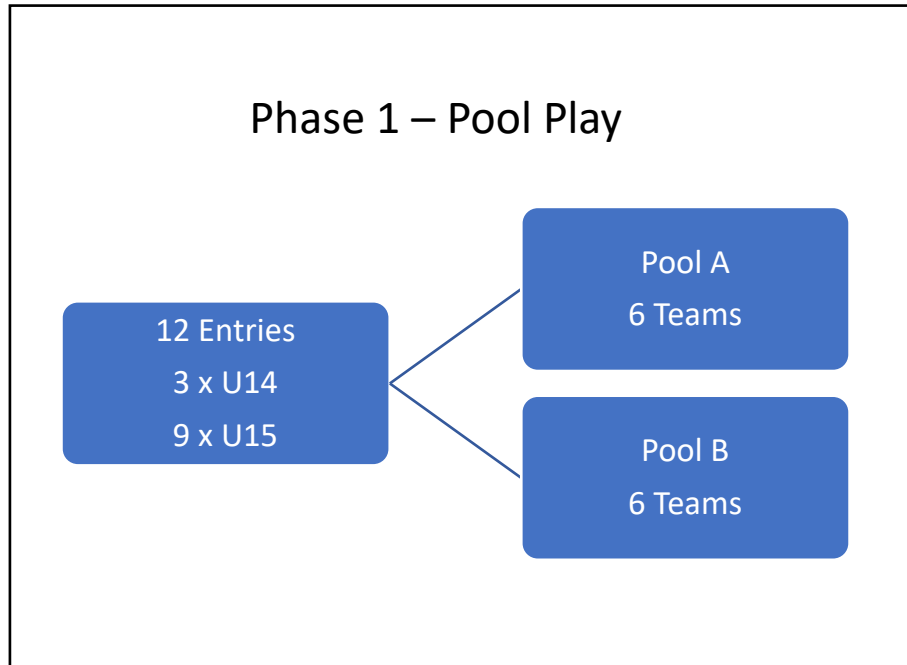 Phase 1 – Pool Play
12 Entries
3 x U14
9 x U15
Pool A
6 Teams
Pool B
6 Teams